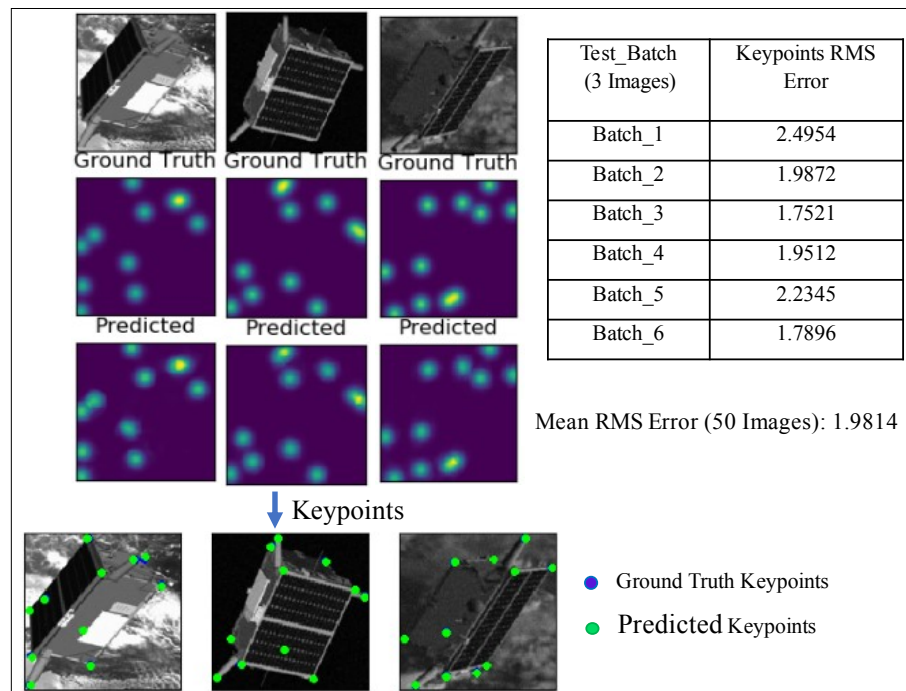 Ground Truth Ground Truth Ground Truth
Predicted Predicted Predicted
Keypoints
Test_Batch
(3 Images)
Keypoints RMS
Error
Batch_1 2.4954
Batch_2 1.9872
Batch_3 1.7521
Batch_4 1.9512
Batch_5 2.2345
Batch_6 1.7896
Mean RMS Error (50 Images): 1.9814
Ground Truth Keypoints
Predicted Keypoints